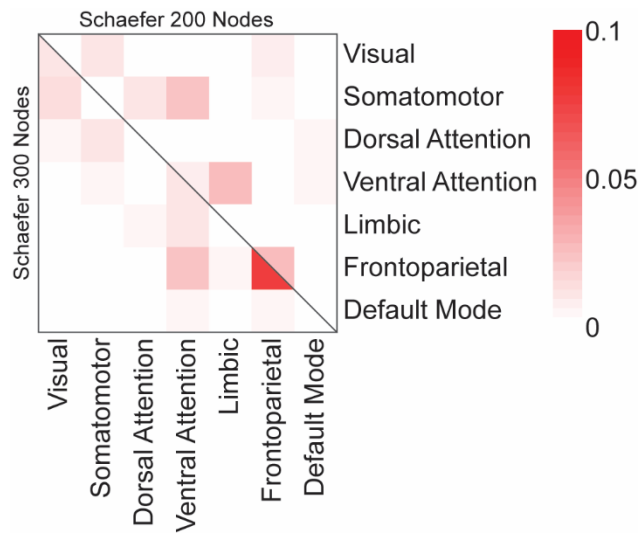 Schaefer 200 Nodes
Schaefer 300 Nodes
Visual
Somatomotor
Dorsal Attention
Ventral Attention
Limbic
Frontoparietal
Default Mode
0.1
0.05
0
Visual
Somatomotor
Dorsal Attention
Ventral Attention
Limbic
Frontoparietal
Default Mode